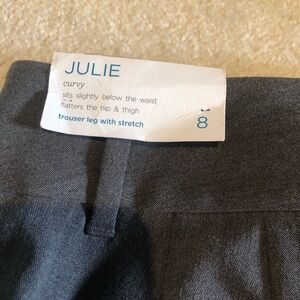 JULIE
curvy
sits slightly below the waist
flatters the hip & thigh
trouser leg with stretch
8